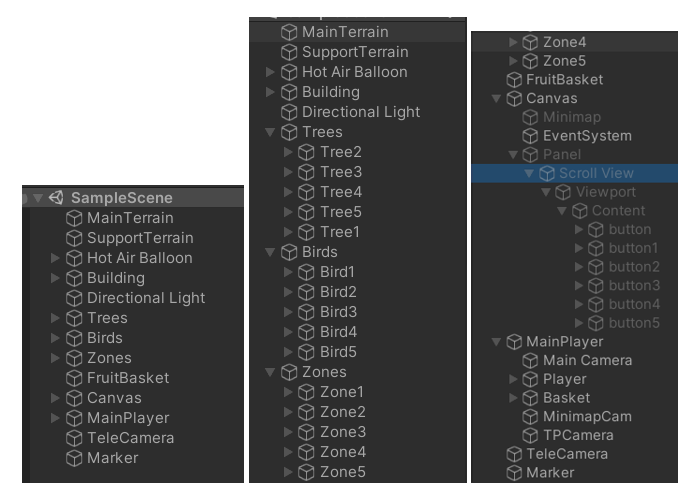 SampleScene
MainTerrain
SupportTerrain
Hot Air Balloon
Building
Directional Light
Trees
Birds
Zones
FruitBasket
Canvas
MainPlayer
TeleCamera
Marker
MainTerrain
SupportTerrain
Hot Air Balloon
Building
Directional Light
Trees
Tree2
Tree3
Tree4
Tree5
Tree1
Birds
Bird1
Bird2
Bird3
Bird4
Bird5
Zones
Zone1
Zone2
Zone3
Zone4
Zone5
Zone4
Zone5
FruitBasket
Canvas
Minimap
EventSystem
Panel
Scroll View
Viewport
Content
button
button1
button2
button3
button4
button5
MainPlayer
Main Camera
Player
Basket
MinimapCam
TPCamera
TeleCamera
Marker